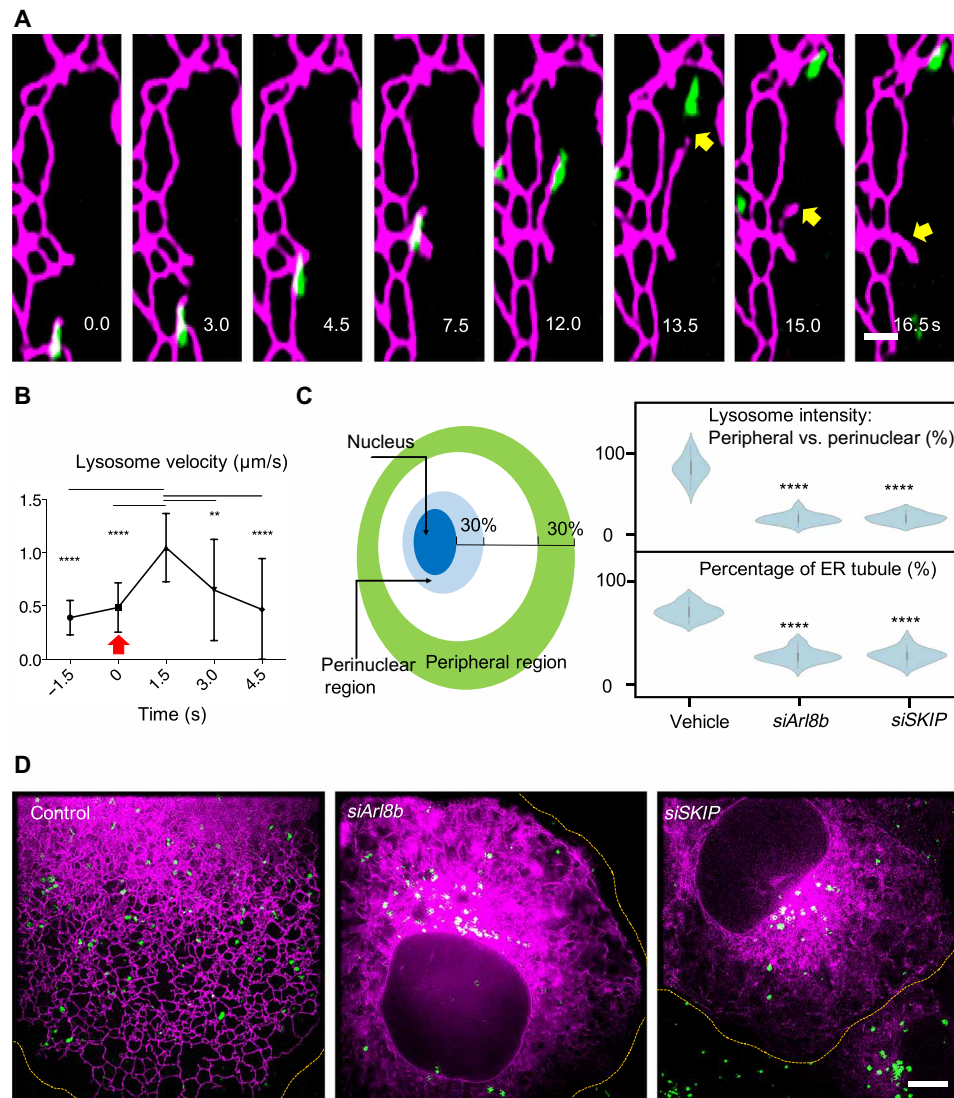 A
0.0
3.0
4.5
7.5
12.0
13.5
15.0
16.5 s
B
Lysosome velocity (μm/s)
1.5
1.0
0.5
0.0
****
****
**
****
−1.5
0
1.5
3.0
4.5
Time (s)
C
Nucleus
30%
30%
Perinuclear
region
Peripheral region
Lysosome intensity:
Peripheral vs. perinuclear (%)
100
0
****
****
Percentage of ER tubule (%)
100
0
****
****
Vehicle
siArl8b
siSKIP
D
Control
siArl8b
siSKIP